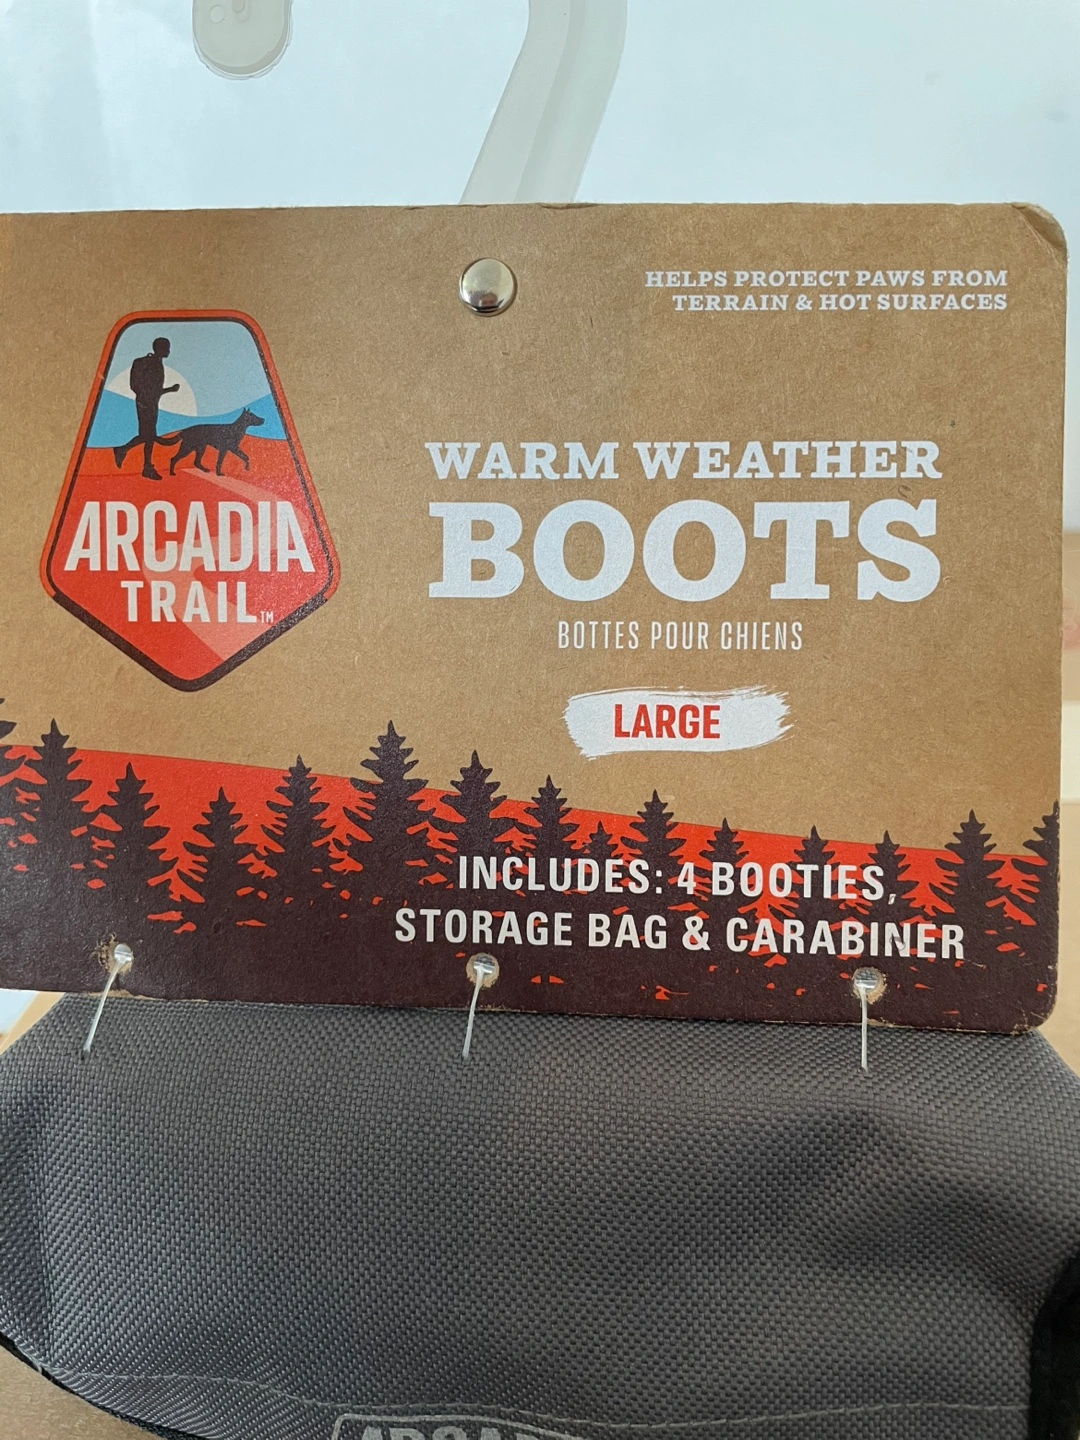 HELPS PROTECT PAWS FROM
TERRAIN & HOT SURFACES
ARCADIA
TRAIL™
WARM WEATHER
BOOTS
BOTTES POUR CHIENS
LARGE
INCLUDES: 4 BOOTIES,
STORAGE BAG & CARABINER